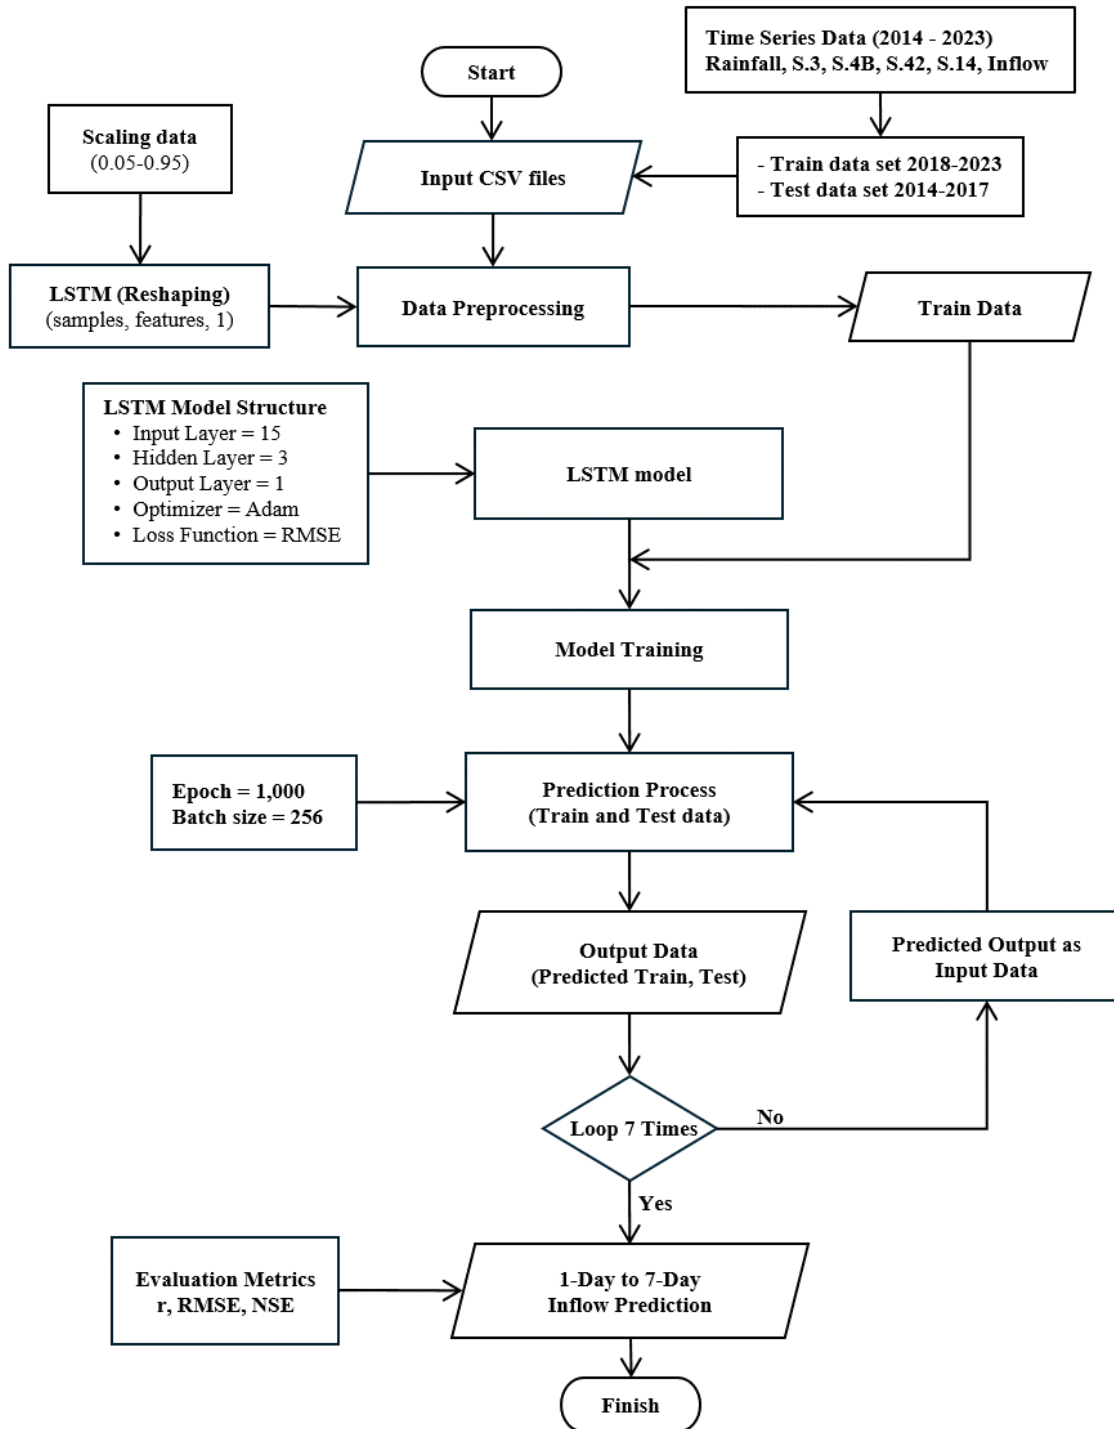 Start
Time Series Data (2014 - 2023)
Rainfall, S.3, S.4B, S.42, S.14, Inflow
Scaling data
(0.05-0.95)
Input CSV files
- Train data set 2018-2023
- Test data set 2014-2017
LSTM (Reshaping)
(samples, features, 1)
Data Preprocessing
Train Data
LSTM Model Structure
• Input Layer = 15
• Hidden Layer = 3
• Output Layer = 1
• Optimizer = Adam
• Loss Function = RMSE
LSTM model
Model Training
Epoch = 1,000
Batch size = 256
Prediction Process
(Train and Test data)
Output Data
(Predicted Train, Test)
Predicted Output as
Input Data
Loop 7 Times
No
Yes
Evaluation Metrics
r, RMSE, NSE
1-Day to 7-Day
Inflow Prediction
Finish